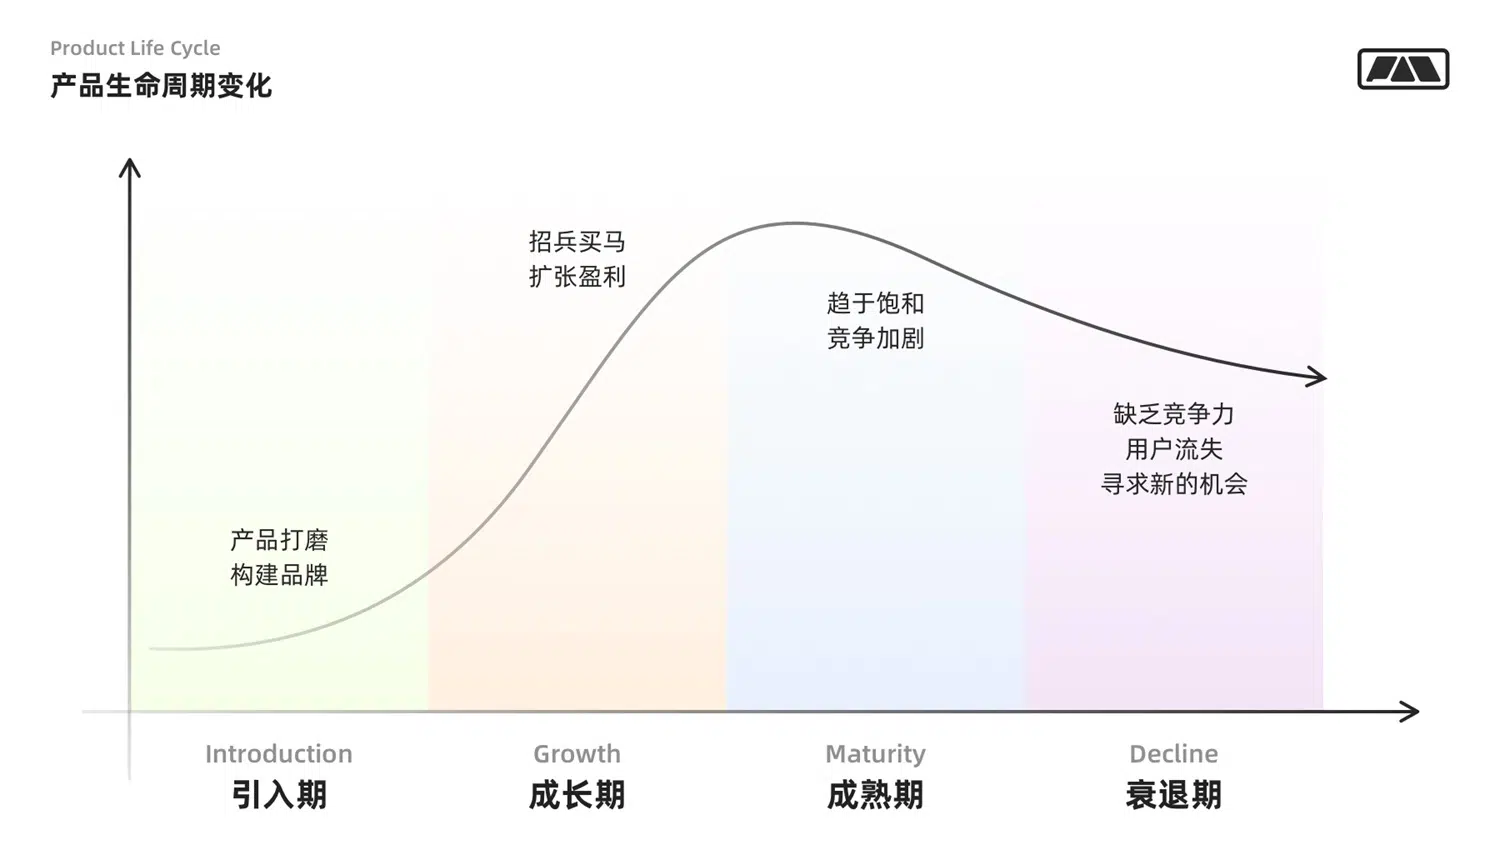 Product Life Cycle
产品生命周期变化
招兵买马
扩张盈利
趋于饱和
竞争加剧
缺乏竞争力
用户流失
寻求新的机会
产品打磨
构建品牌
Introduction
引入期
Growth
成长期
Maturity
成熟期
Decline
衰退期